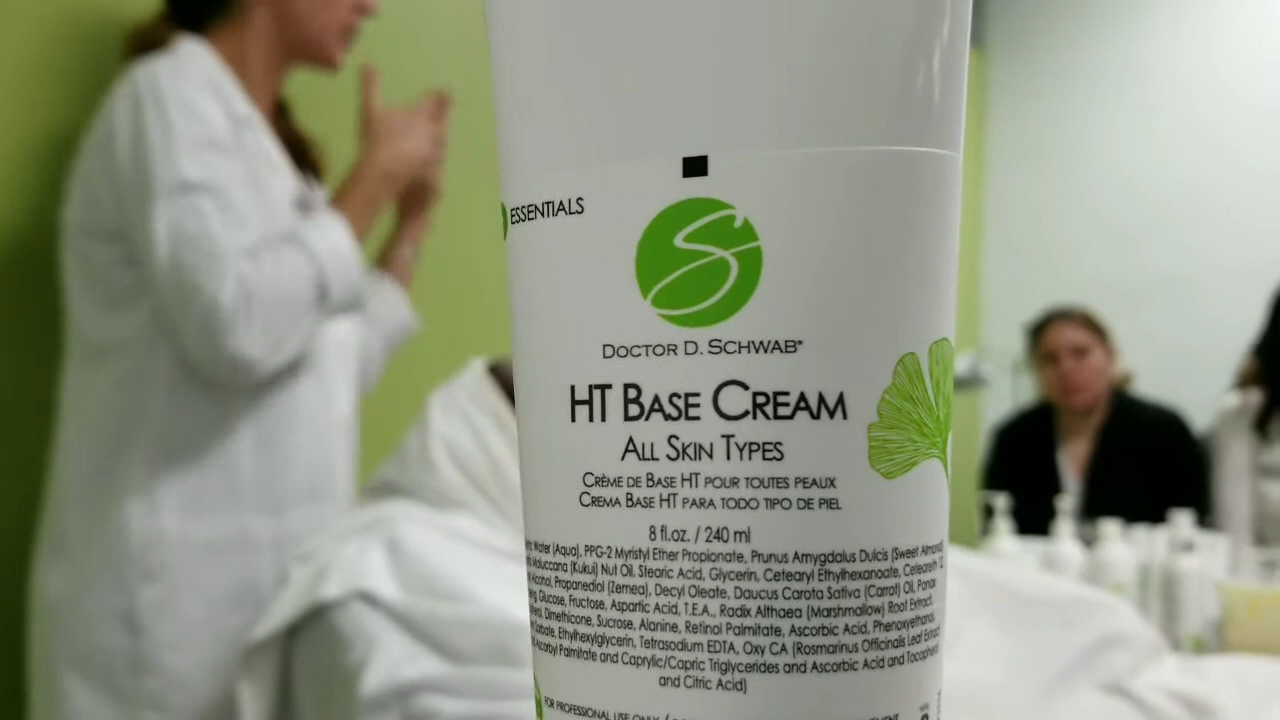 ESSENTIALS
S
DOCTOR D. SCHWAB®
HT BASE CREAM
ALL SKIN TYPES
CRÈME DE BASE HT POUR TOUTES PEAUX
CREMA BASE HT PARA TODO TIPO DE PIEL
8 fl.oz. / 240 ml
Water (Aqua), PPG-2 Myristyl Ether Propionate, Prunus Amygdalus Dulcis (Sweet Almond)
Moluccana (Kukui) Nut Oil, Stearic Acid, Glycerin, Cetearyl Ethylhexanoate, Ceteareth-12
Alcohol, Propanediol (Zemea), Decyl Oleate, Daucus Carota Sativa (Carrot) Oil, Panax
Glucose, Fructose, Aspartic Acid, T.E.A., Radix Althaea (Marshmallow) Root Extract,
Dimethicone, Sucrose, Alanine, Retinol Palmitate, Ascorbic Acid, Phenoxyethanol,
Sorbate, Ethylhexylglycerin, Tetrasodium EDTA, Oxy CA (Rosmarinus Officinalis Leaf Extract
Ascorbyl Palmitate and Caprylic/Capric Triglycerides and Ascorbic Acid and Tocopherol
and Citric Acid)
FOR PROFESSIONAL USE ONLY /